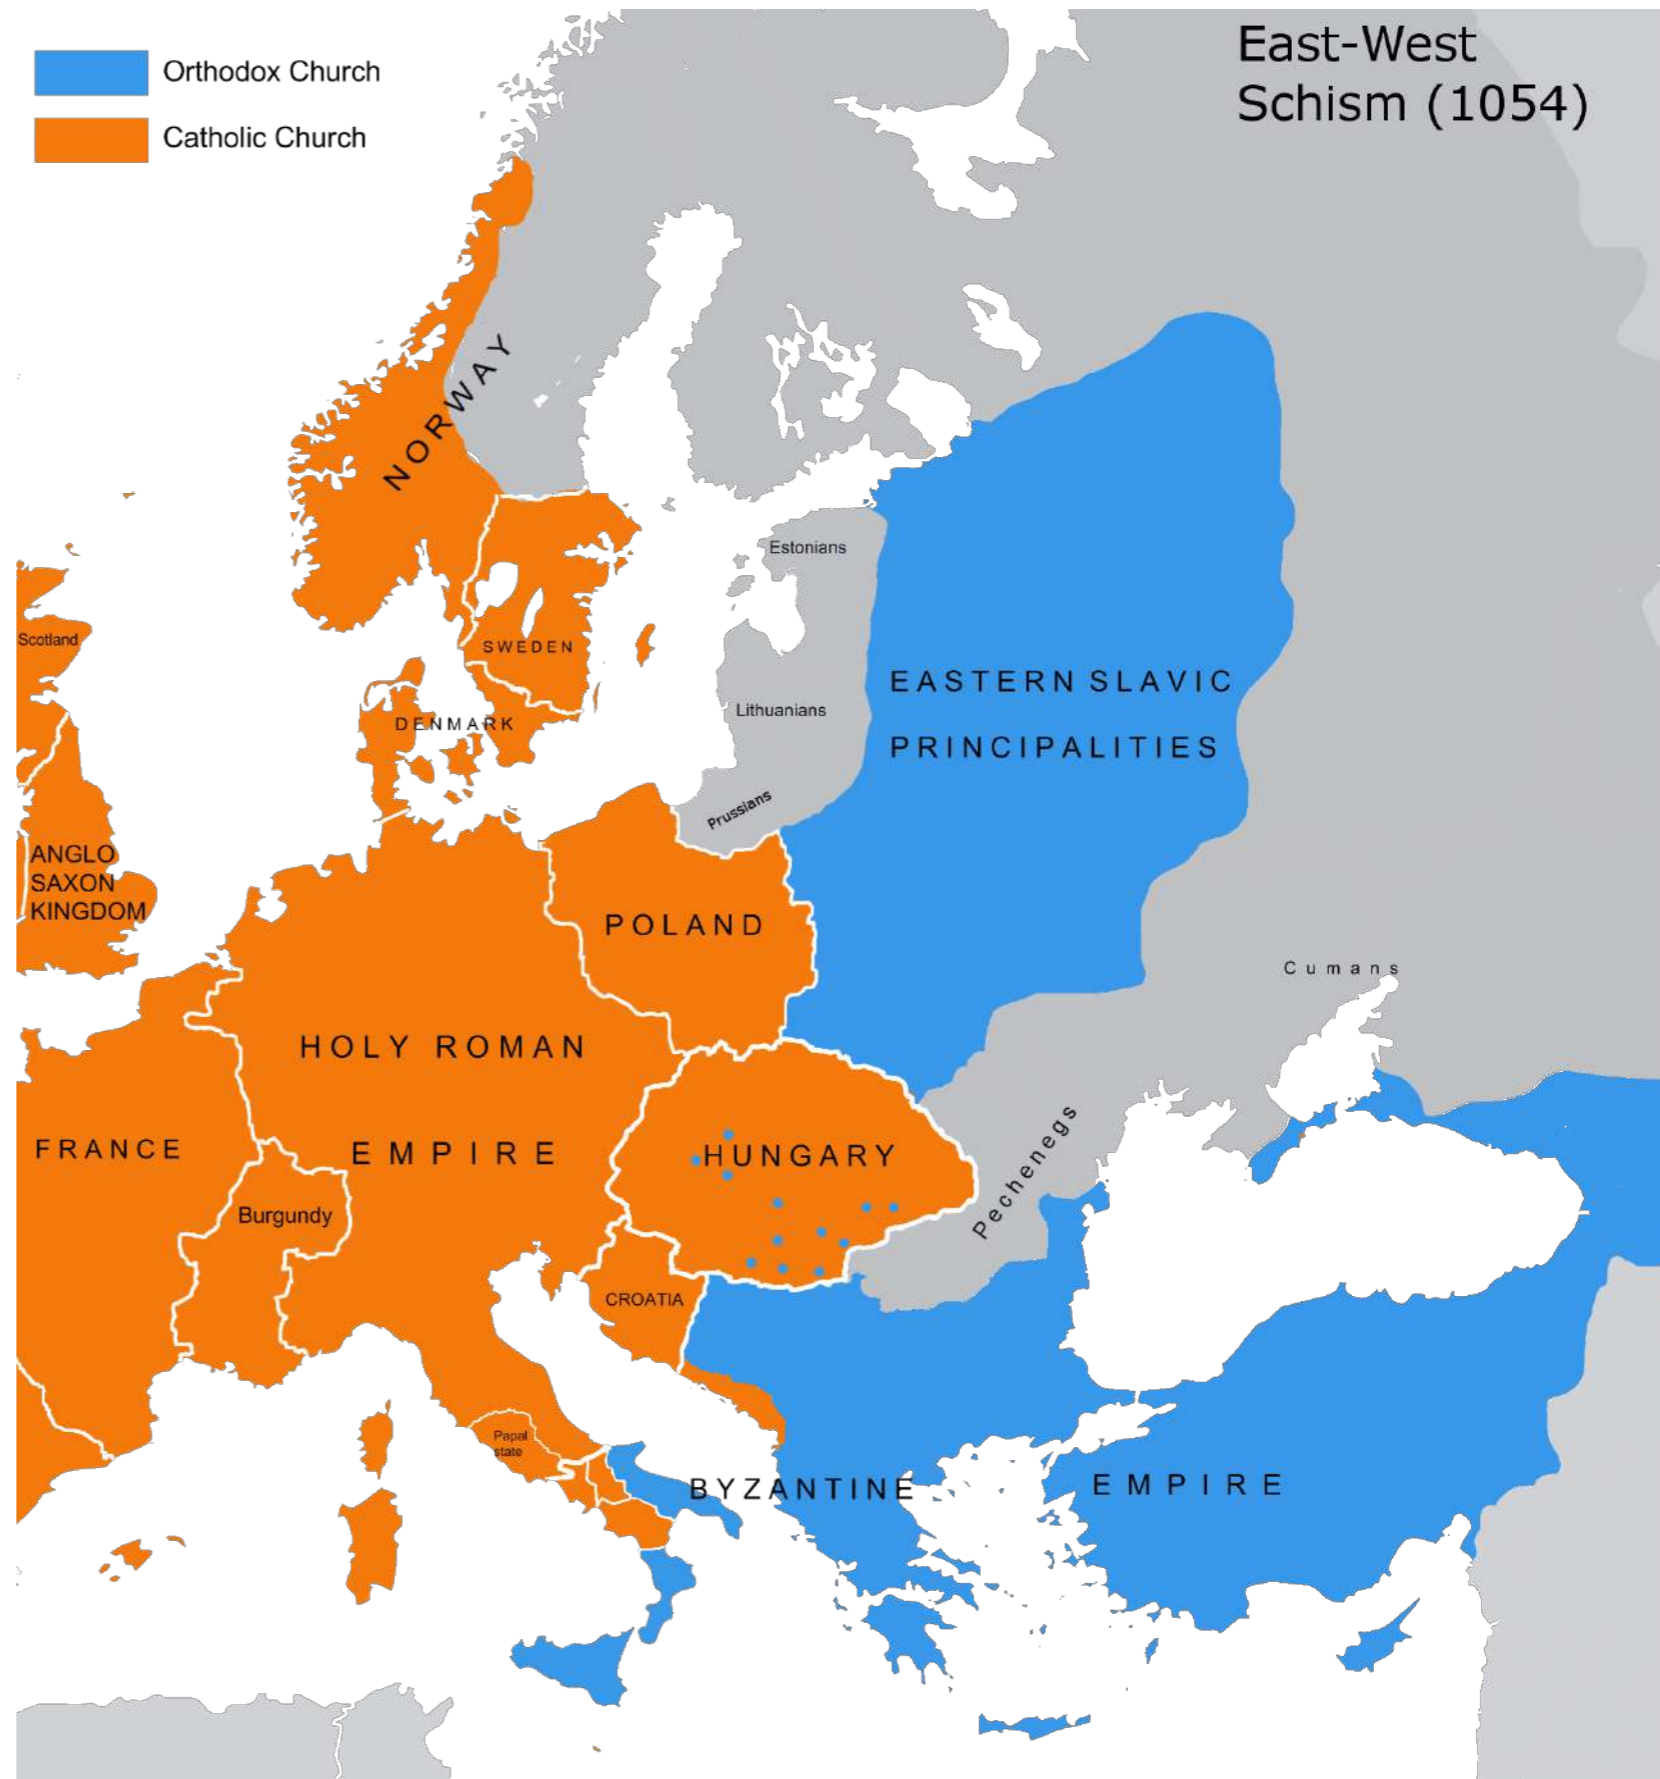 East-West
Schism (1054)
Orthodox Church
Catholic Church
NORWAY
Estonians
Scotland
SWEDEN
EASTERN SLAVIC
PRINCIPALITIES
Lithuanians
DENMARK
Prussians
ANGLO
SAXON
KINGDOM
POLAND
Cumans
HOLY ROMAN
EMPIRE
FRANCE
HUNGARY
Pechenegs
Burgundy
CROATIA
Papal
state
BYZANTINE EMPIRE